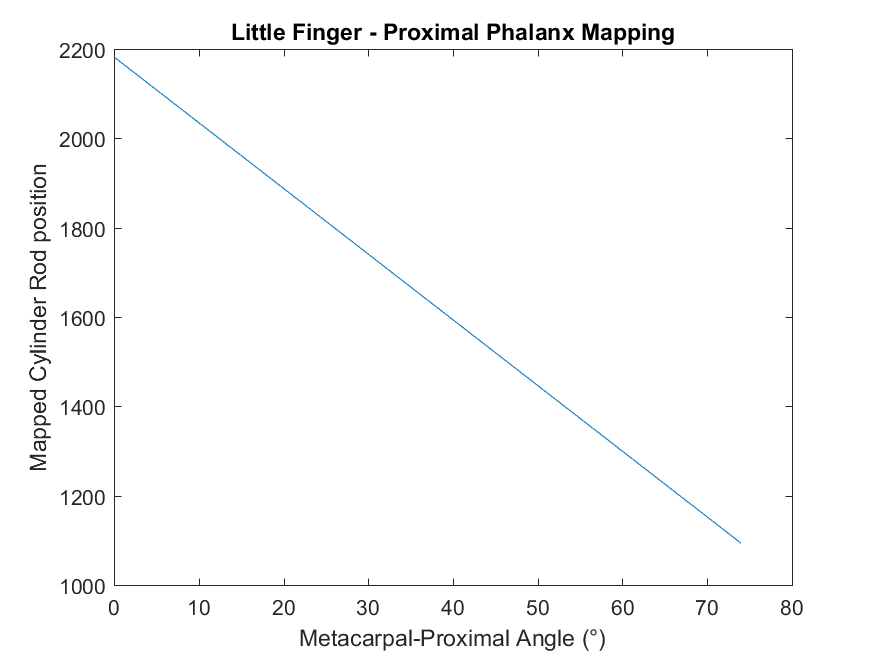 Little Finger - Proximal Phalanx Mapping
2200
2000
1800
1600
1400
1200
1000
Mapped Cylinder Rod position
0 10 20 30 40 50 60 70 80
Metacarpal-Proximal Angle (°)